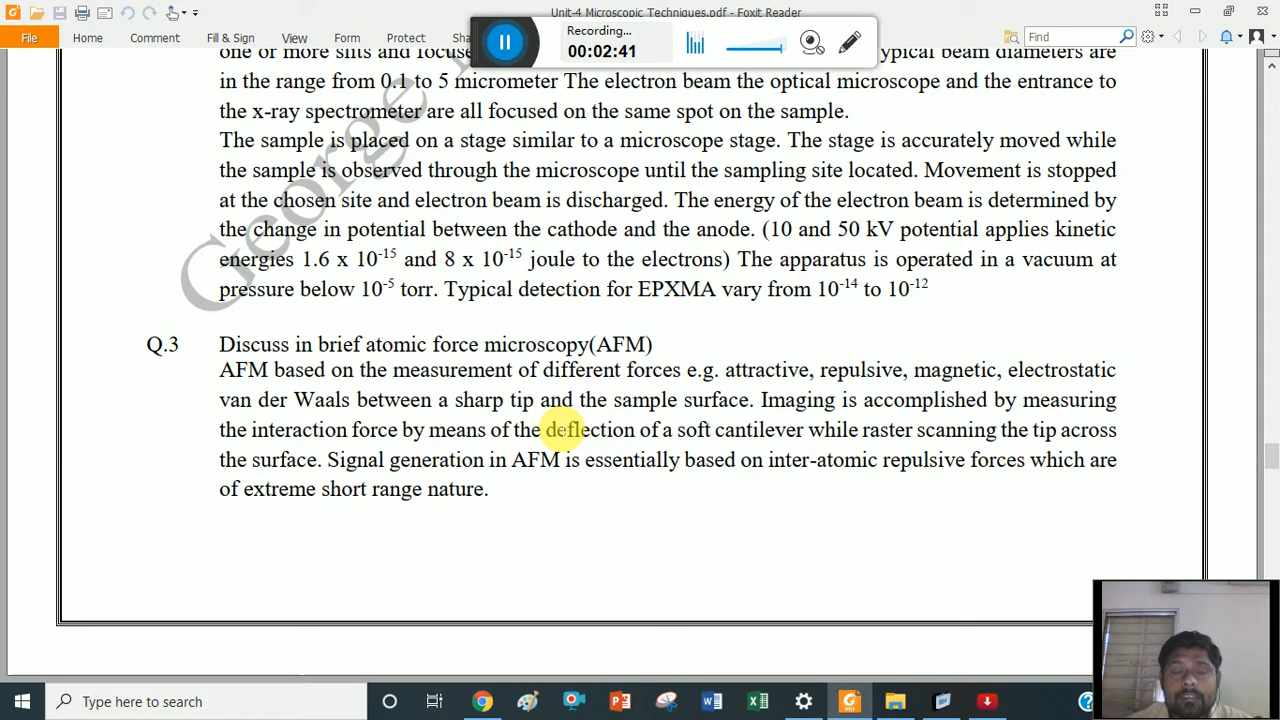 Unit-4 Microscopic Techniques.pdf - Foxit Reader
File Home Comment View Form Protect Fill & Sign
Find
Recording...
00:02:41
one or more slits and focuse ypical beam diameters are
in the range from 0.1 to 5 micrometer The electron beam the optical microscope and the entrance to
the x-ray spectrometer are all focused on the same spot on the sample.
The sample is placed on a stage similar to a microscope stage. The stage is accurately moved while
the sample is observed through the microscope until the sampling site located. Movement is stopped
at the chosen site and electron beam is discharged. The energy of the electron beam is determined by
the change in potential between the cathode and the anode. (10 and 50 kV potential applies kinetic
energies 1.6 x 10⁻¹⁵ and 8 x 10⁻¹⁵ joule to the electrons) The apparatus is operated in a vacuum at
pressure below 10⁻⁵ torr. Typical detection for EPXMA vary from 10⁻¹⁴ to 10⁻¹²
George
Q.3 Discuss in brief atomic force microscopy(AFM)
AFM based on the measurement of different forces e.g. attractive, repulsive, magnetic, electrostatic
van der Waals between a sharp tip and the sample surface. Imaging is accomplished by measuring
the interaction force by means of the deflection of a soft cantilever while raster scanning the tip across
the surface. Signal generation in AFM is essentially based on inter-atomic repulsive forces which are
of extreme short range nature.
Type here to search